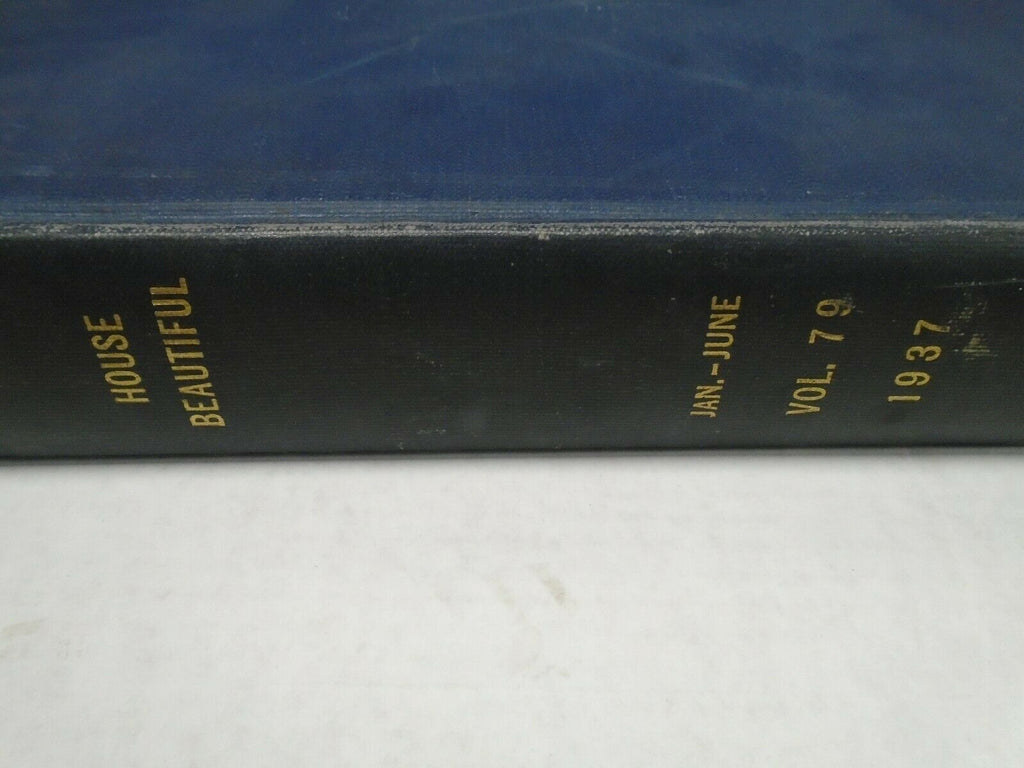 HOUSE
BEAUTIFUL
JAN.-JUNE
VOL. 79
1937